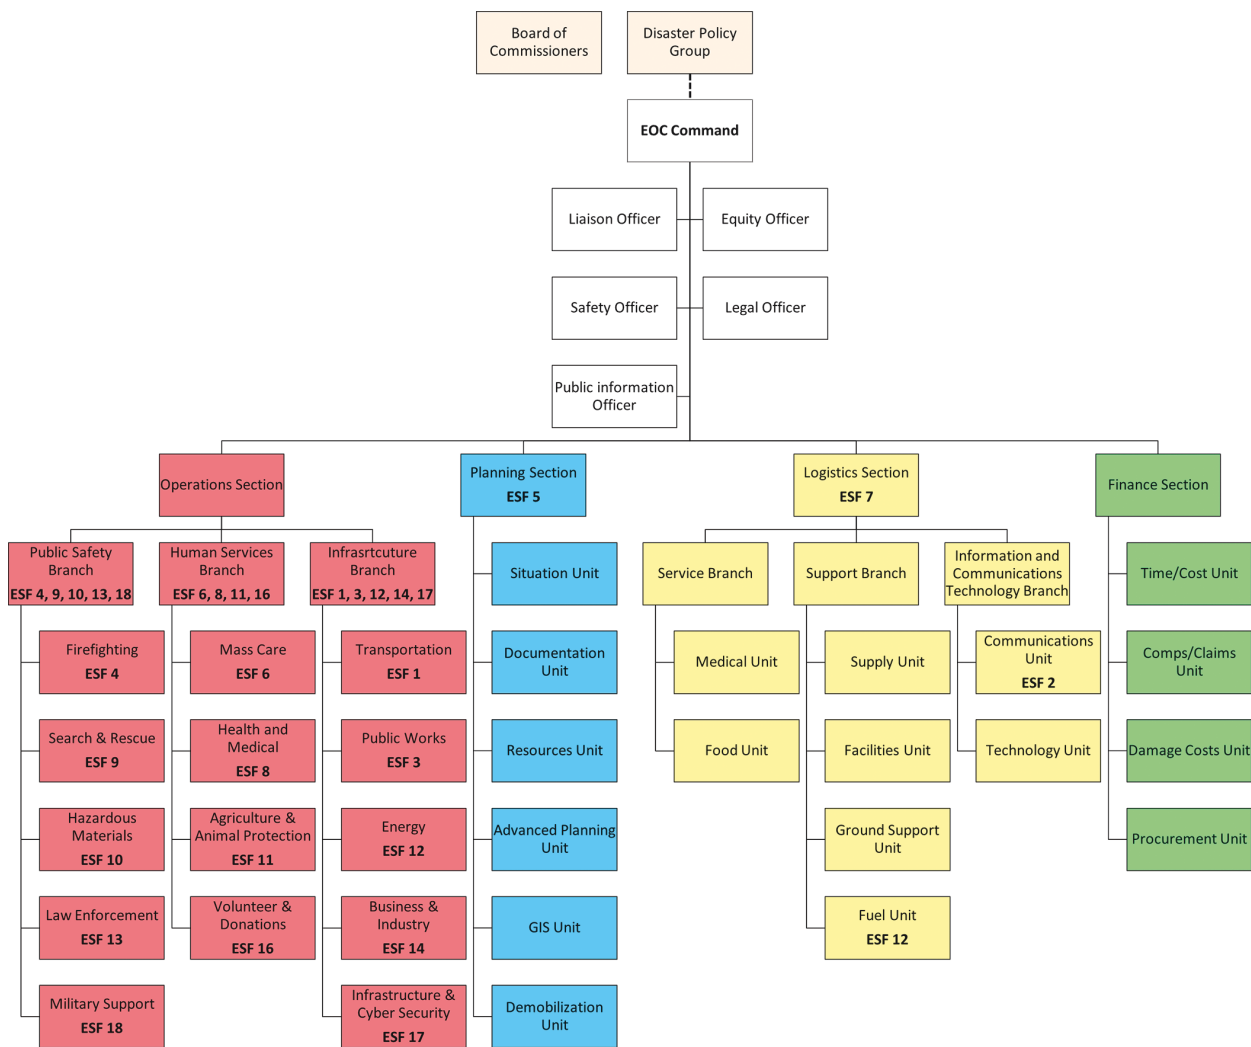 Board of
Commissioners
Disaster Policy
Group
EOC Command
Liaison Officer
Equity Officer
Safety Officer
Legal Officer
Public information
Officer
Operations Section
Planning Section
ESF 5
Logistics Section
ESF 7
Finance Section
Public Safety
Branch
ESF 4, 9, 10, 13, 18
Human Services
Branch
ESF 6, 8, 11, 16
Infrasrtcuture
Branch
ESF 1, 3, 12, 14, 17
Situation Unit
Service Branch
Support Branch
Information and
Communications
Technology Branch
Time/Cost Unit
Firefighting
ESF 4
Mass Care
ESF 6
Transportation
ESF 1
Documentation
Unit
Medical Unit
Supply Unit
Communications
Unit
ESF 2
Comps/Claims
Unit
Search & Rescue
ESF 9
Health and
Medical
ESF 8
Public Works
ESF 3
Resources Unit
Food Unit
Facilities Unit
Technology Unit
Damage Costs Unit
Hazardous
Materials
ESF 10
Agriculture &
Animal Protection
ESF 11
Energy
ESF 12
Advanced Planning
Unit
Ground Support
Unit
Procurement Unit
Law Enforcement
ESF 13
Volunteer &
Donations
ESF 16
Business &
Industry
ESF 14
GIS Unit
Fuel Unit
ESF 12
Military Support
ESF 18
Infrastructure &
Cyber Security
ESF 17
Demobilization
Unit